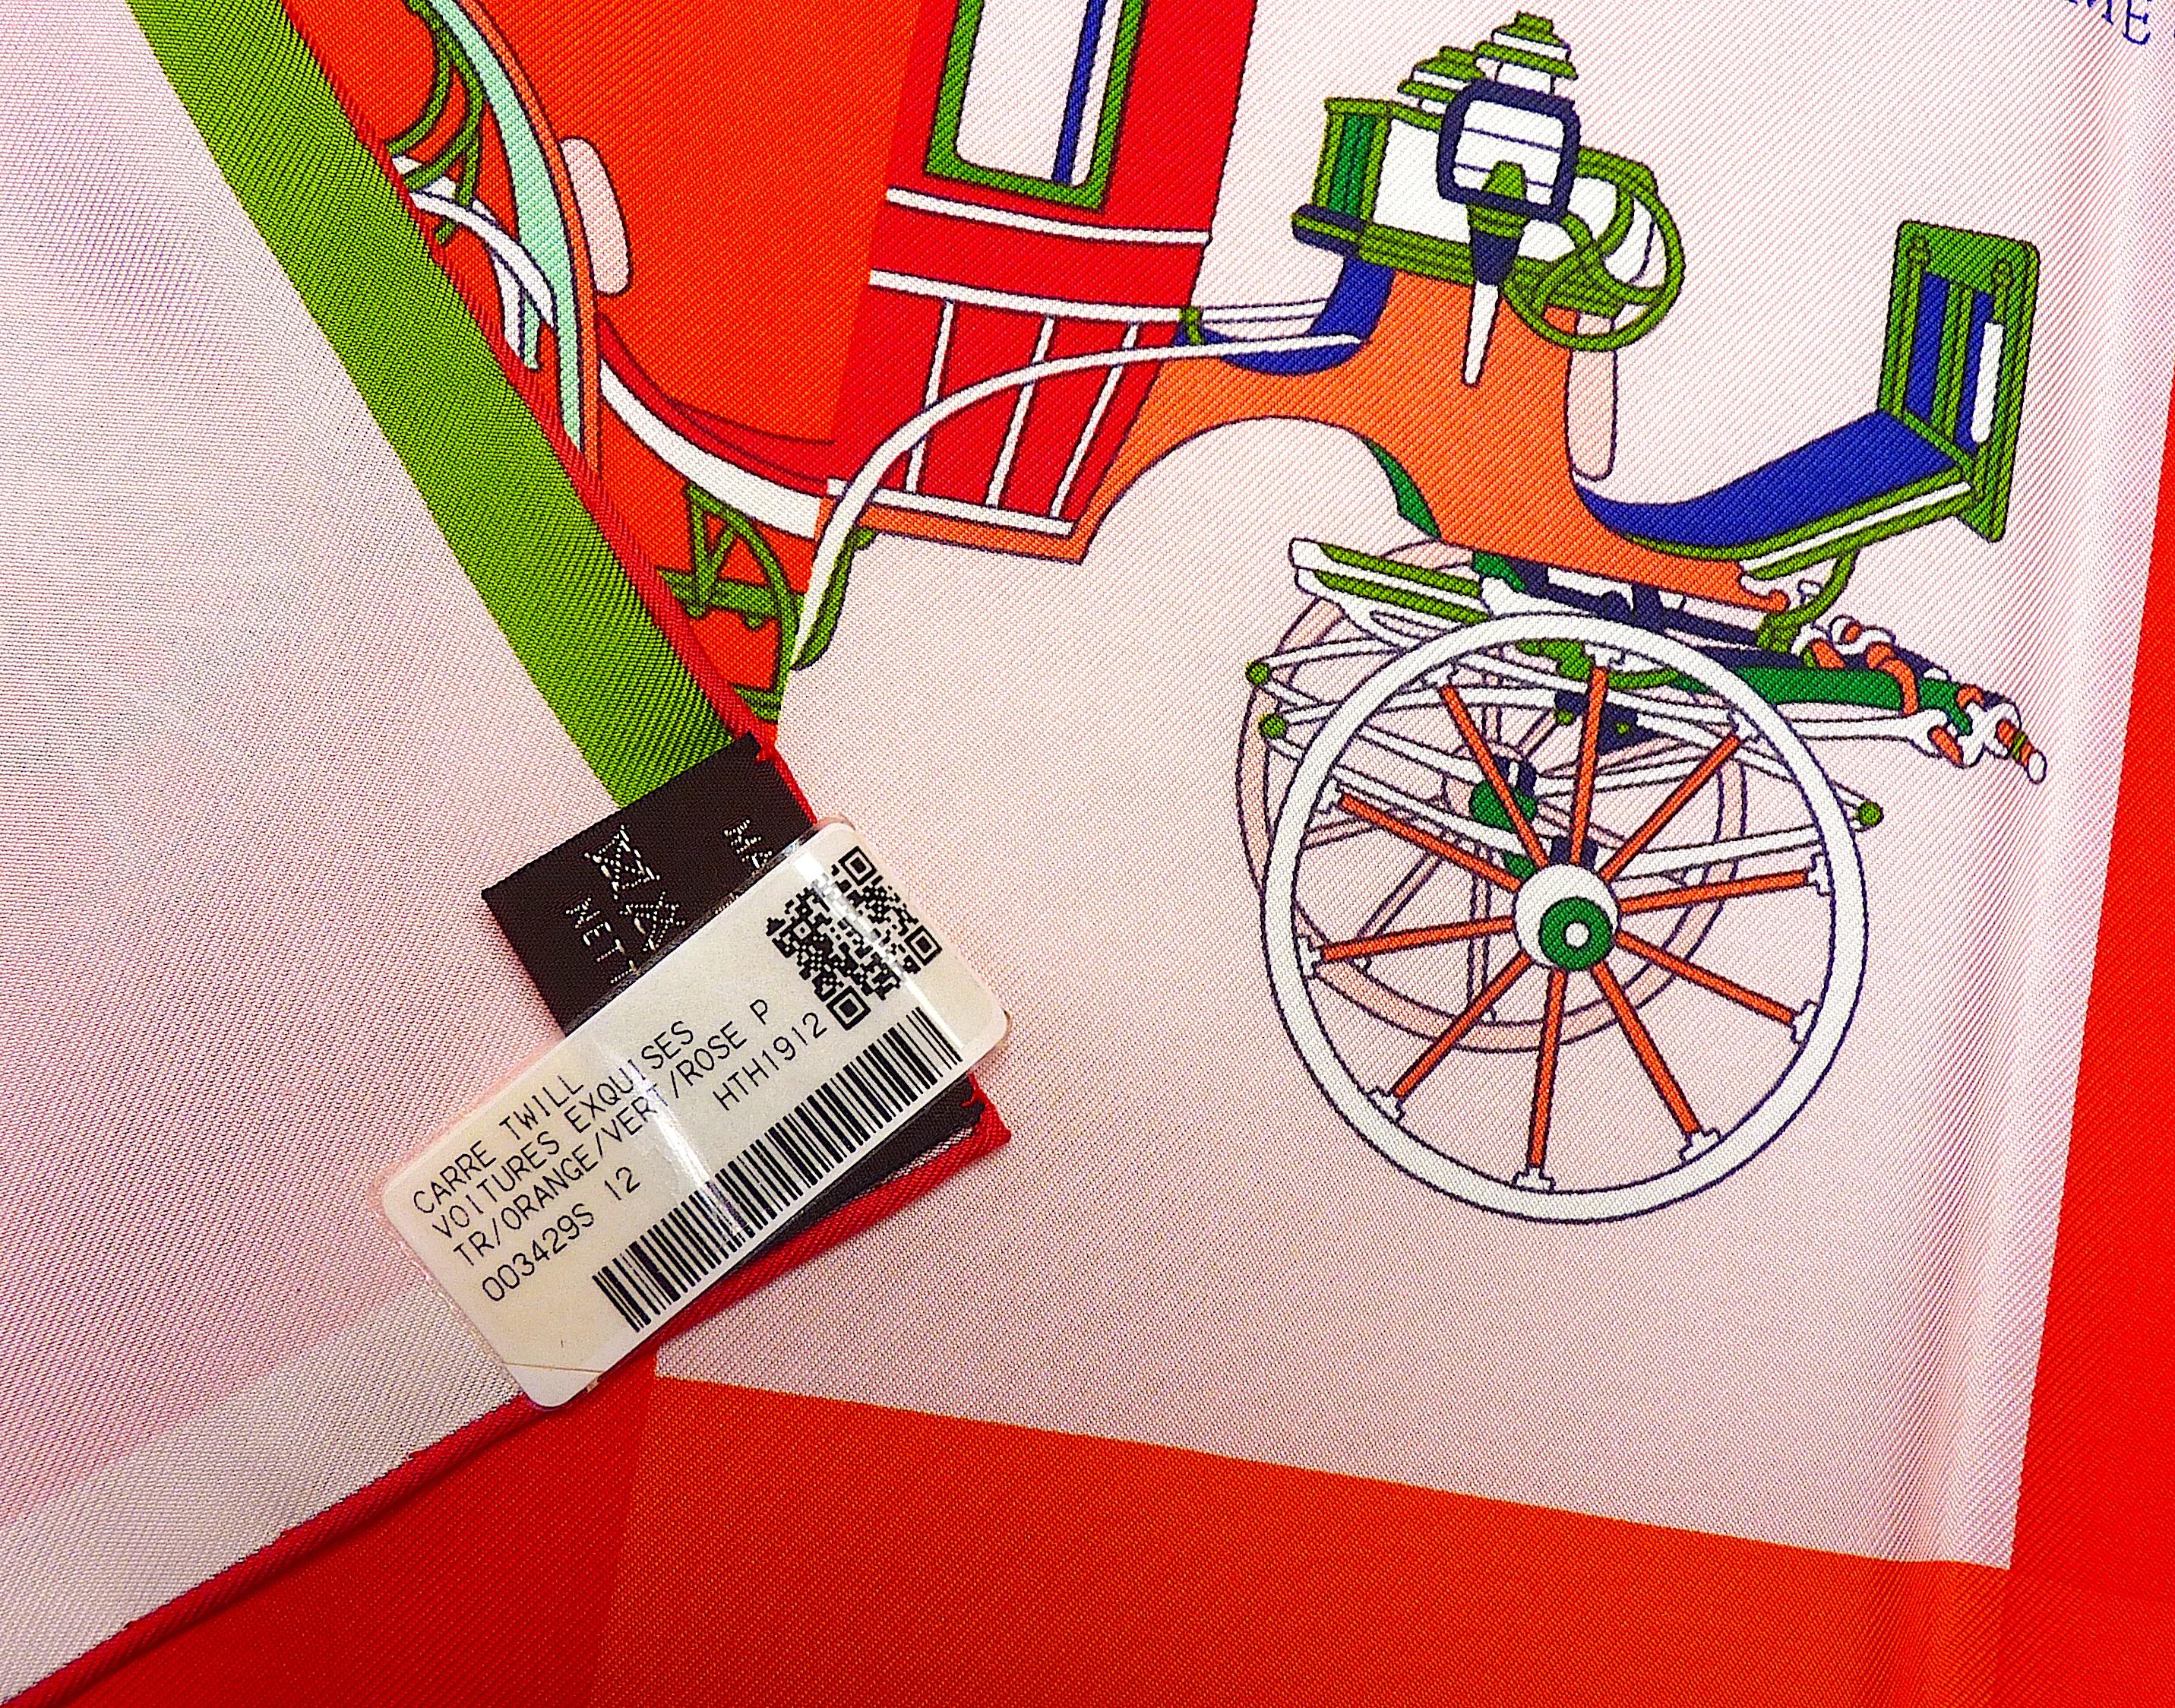 CARRE TWILL
VOITURES EXQUISES
TR/ORANGE/VERT/ROSE P
003429S 12 HTH1912